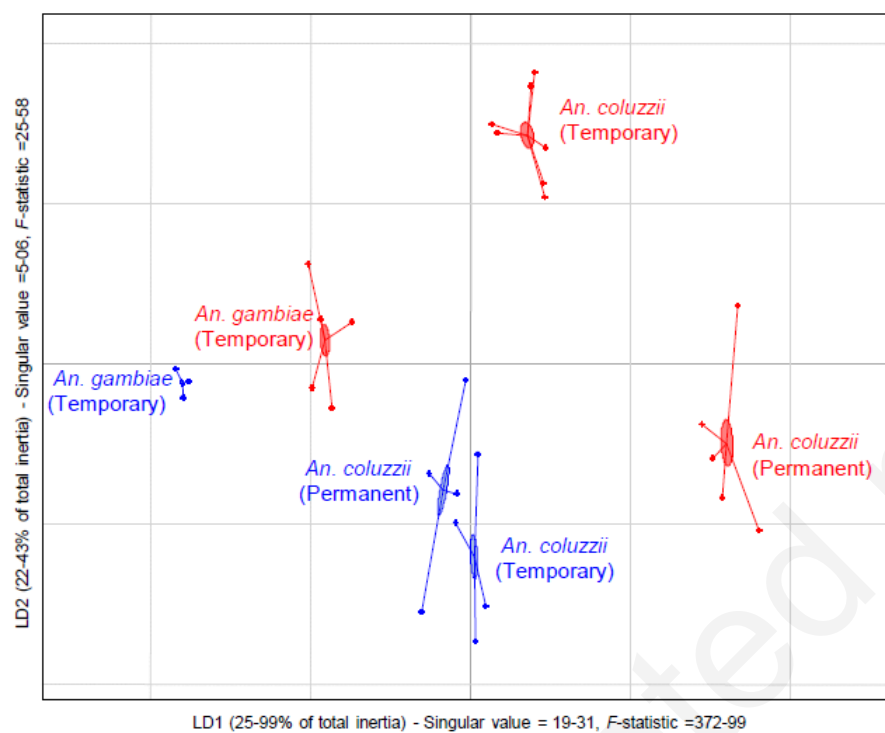 An. coluzzii
(Temporary)
An. gambiae
(Temporary)
An. gambiae
(Temporary)
An. coluzzii
(Permanent)
An. coluzzii
(Permanent)
An. coluzzii
(Temporary)
LD2 (22-43% of total inertia) - Singular value =5-06, F-statistic =25-58
LD1 (25-99% of total inertia) - Singular value = 19-31, F-statistic =372-99